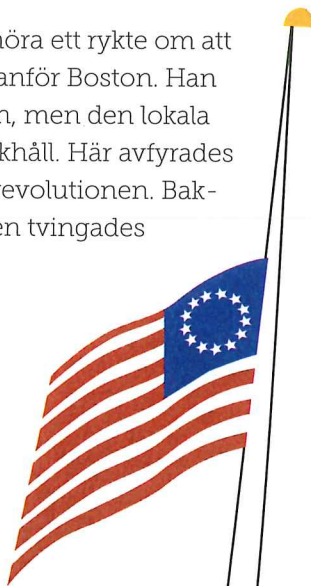 höra ett rykte om att
anför Boston. Han
n, men den lokala
khåll. Här avfyrades
revolutionen. Bak-
en tvingades